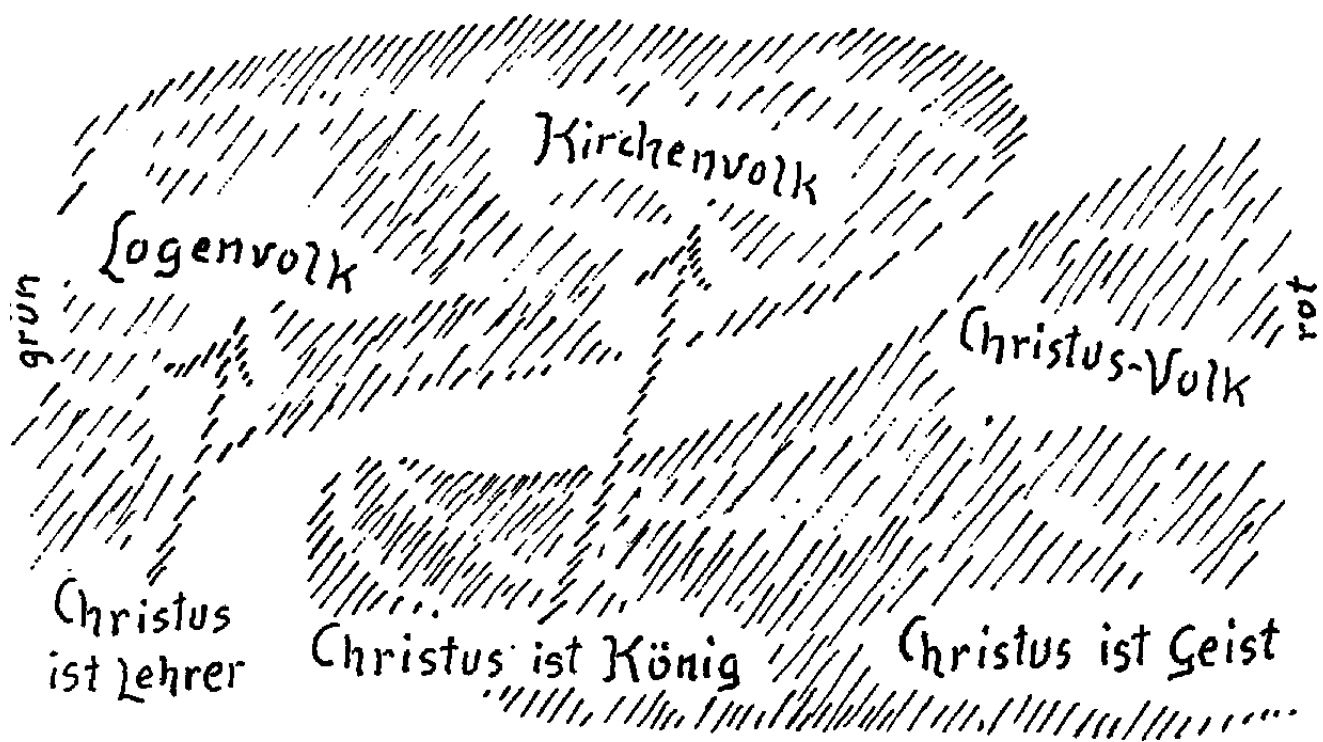 Kirchenvolk
Logenvolk
grün
rot
Christus-Volk
Christus
ist Lehrer
Christus ist König
Christus ist Geist